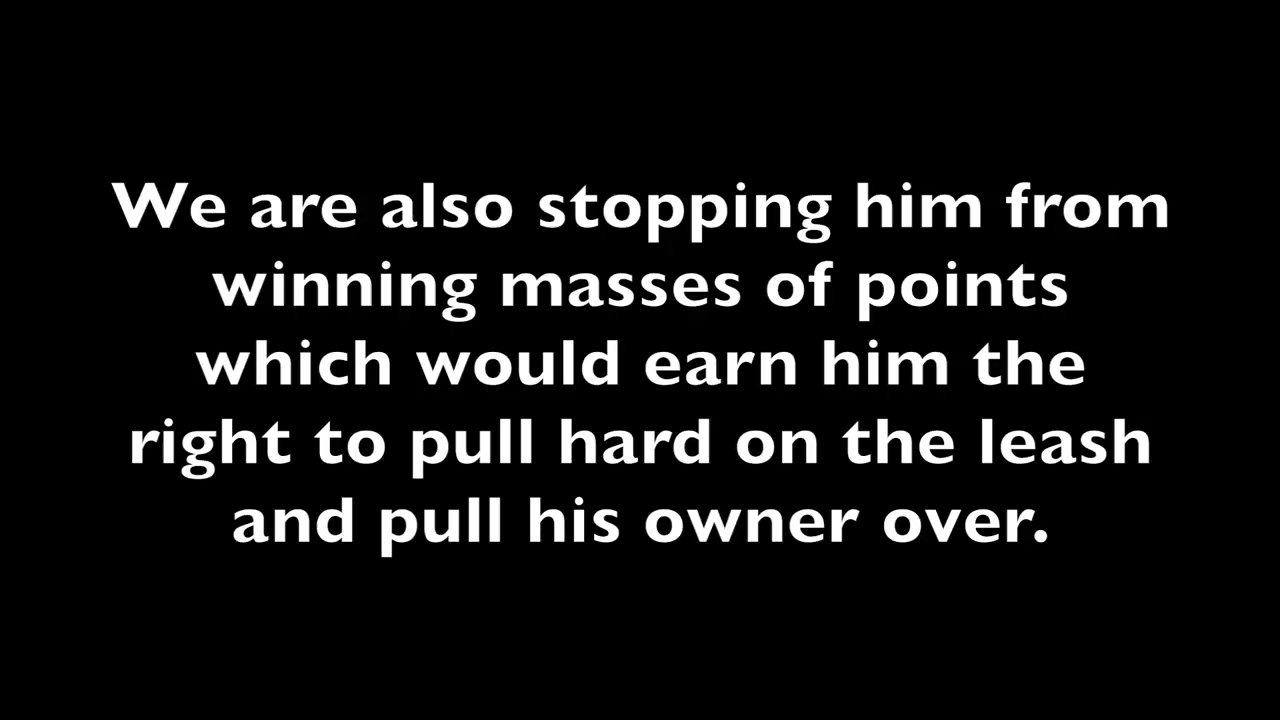 We are also stopping him from
winning masses of points
which would earn him the
right to pull hard on the leash
and pull his owner over.